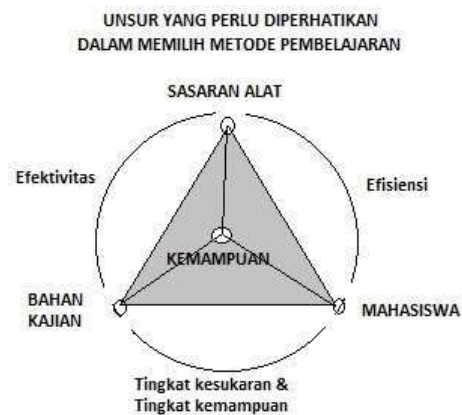 UNSUR YANG PERLU DIPERHATIKAN
DALAM MEMILIH METODE PEMBELAJARAN
SASARAN ALAT
Efektivitas
Efisiensi
KEMAMPUAN
BAHAN
KAJIAN
MAHASISWA
Tingkat kesukaran &
Tingkat kemampuan